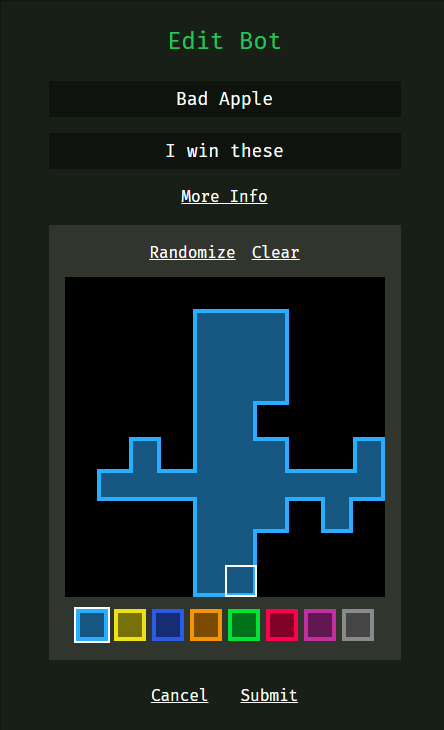 Edit Bot
Bad Apple
I win these
More Info
Randomize Clear
Cancel Submit